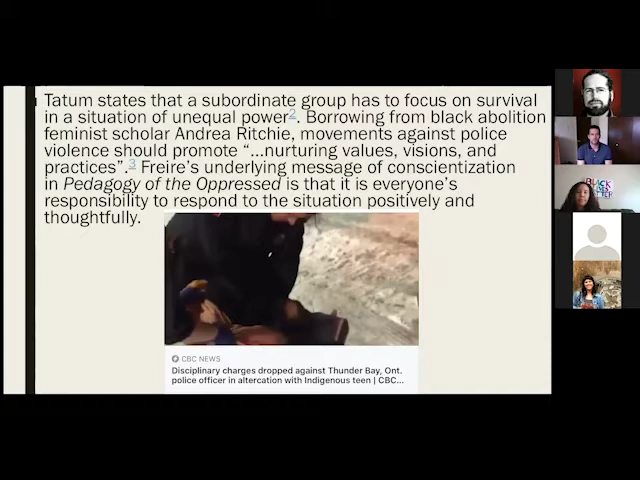 Tatum states that a subordinate group has to focus on survival
in a situation of unequal power2. Borrowing from black abolition
feminist scholar Andrea Ritchie, movements against police
violence should promote “...nurturing values, visions, and
practices”.3 Freire’s underlying message of conscientization
in Pedagogy of the Oppressed is that it is everyone’s
responsibility to respond to the situation positively and
thoughtfully.
CBC NEWS
Disciplinary charges dropped against Thunder Bay, Ont.
police officer in altercation with Indigenous teen | CBC...
BLACK